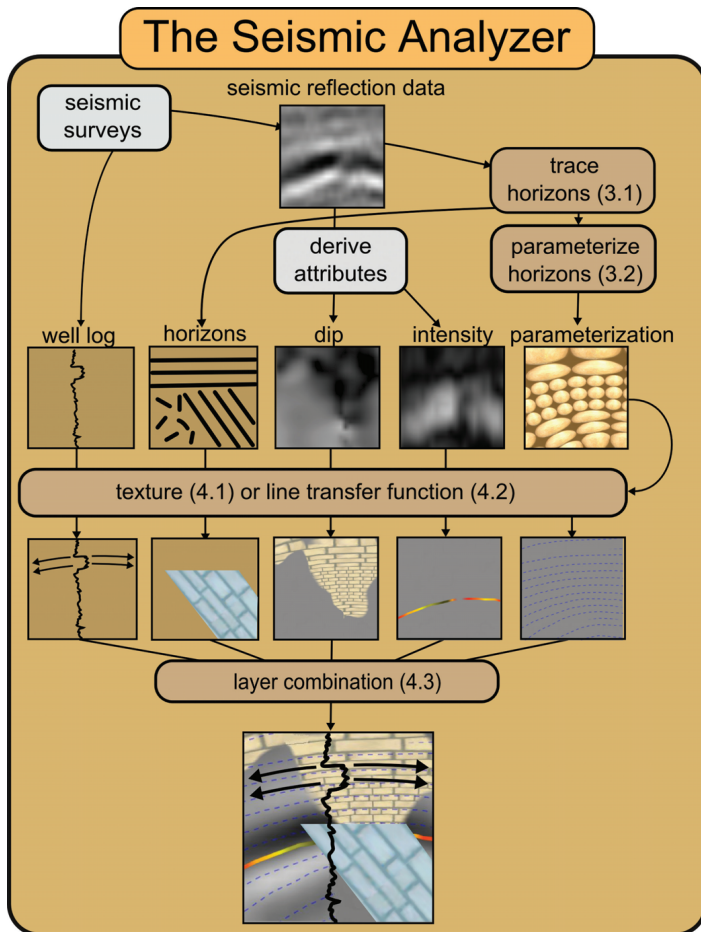 The Seismic Analyzer
seismic reflection data
seismic
surveys
trace
horizons (3.1)
derive
attributes
parameterize
horizons (3.2)
well log
horizons
dip
intensity
parameterization
texture (4.1) or line transfer function (4.2)
layer combination (4.3)